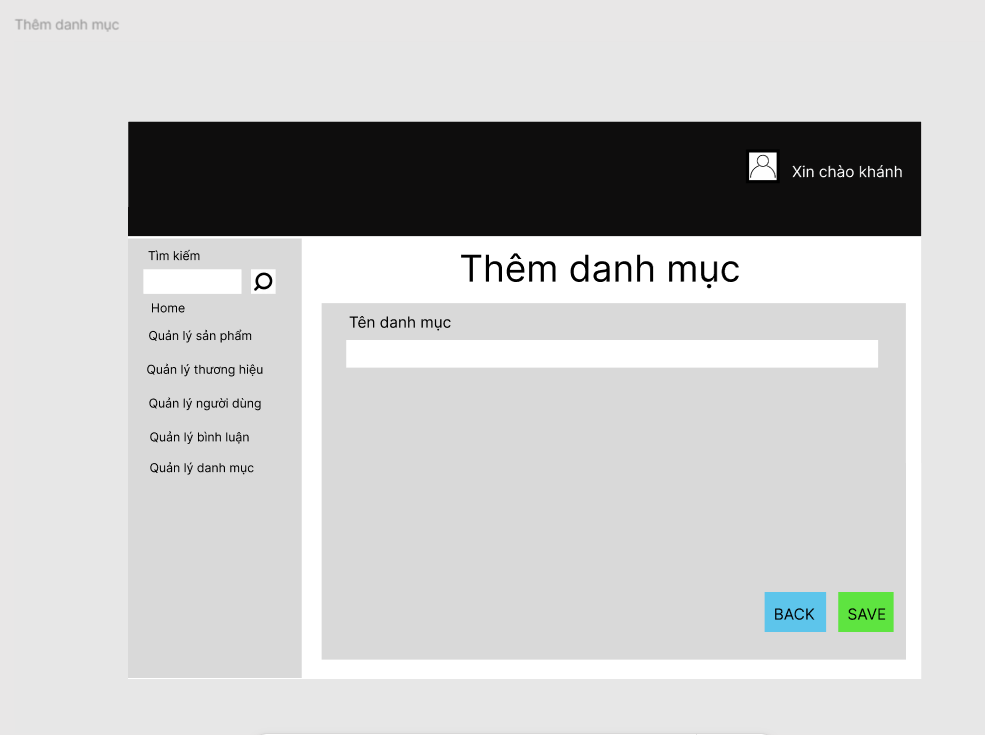 Thêm danh mục
Xin chào khánh
Tìm kiếm
Home
Quản lý sản phẩm
Quản lý thương hiệu
Quản lý người dùng
Quản lý bình luận
Quản lý danh mục
Thêm danh mục
Tên danh mục
BACK
SAVE